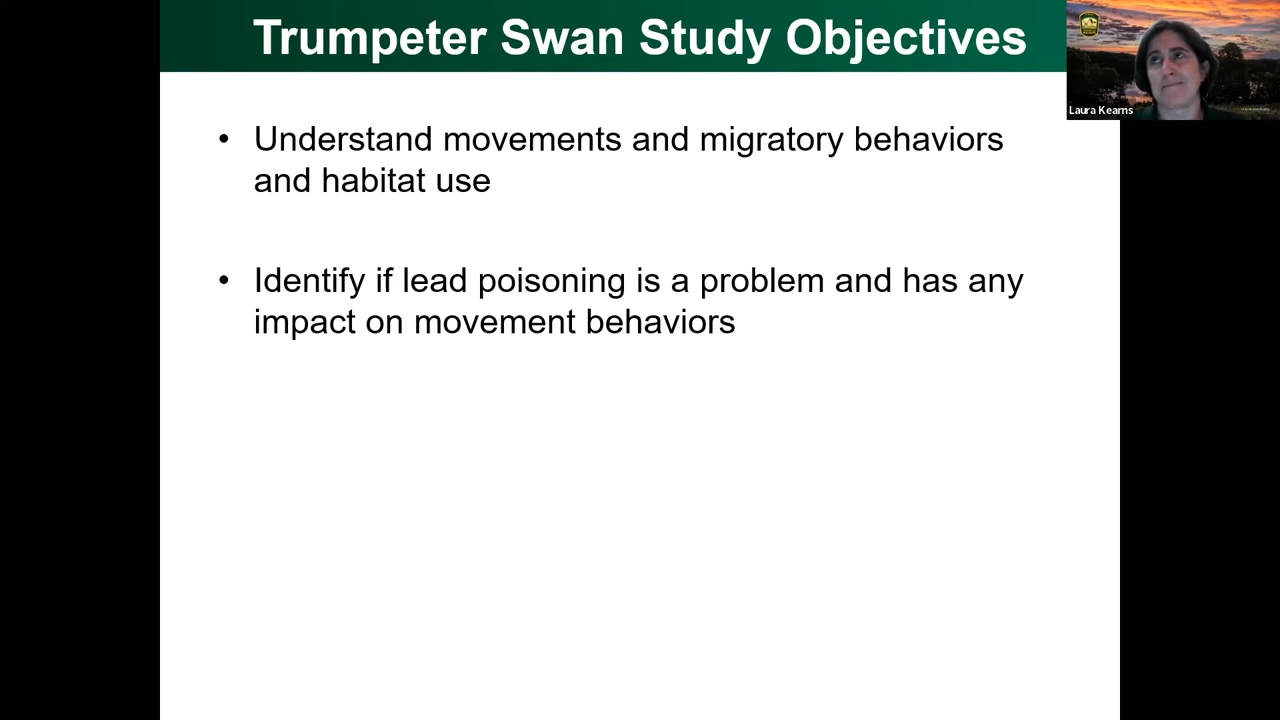 Trumpeter Swan Study Objectives
Laura Kearns
• Understand movements and migratory behaviors
and habitat use
• Identify if lead poisoning is a problem and has any
impact on movement behaviors